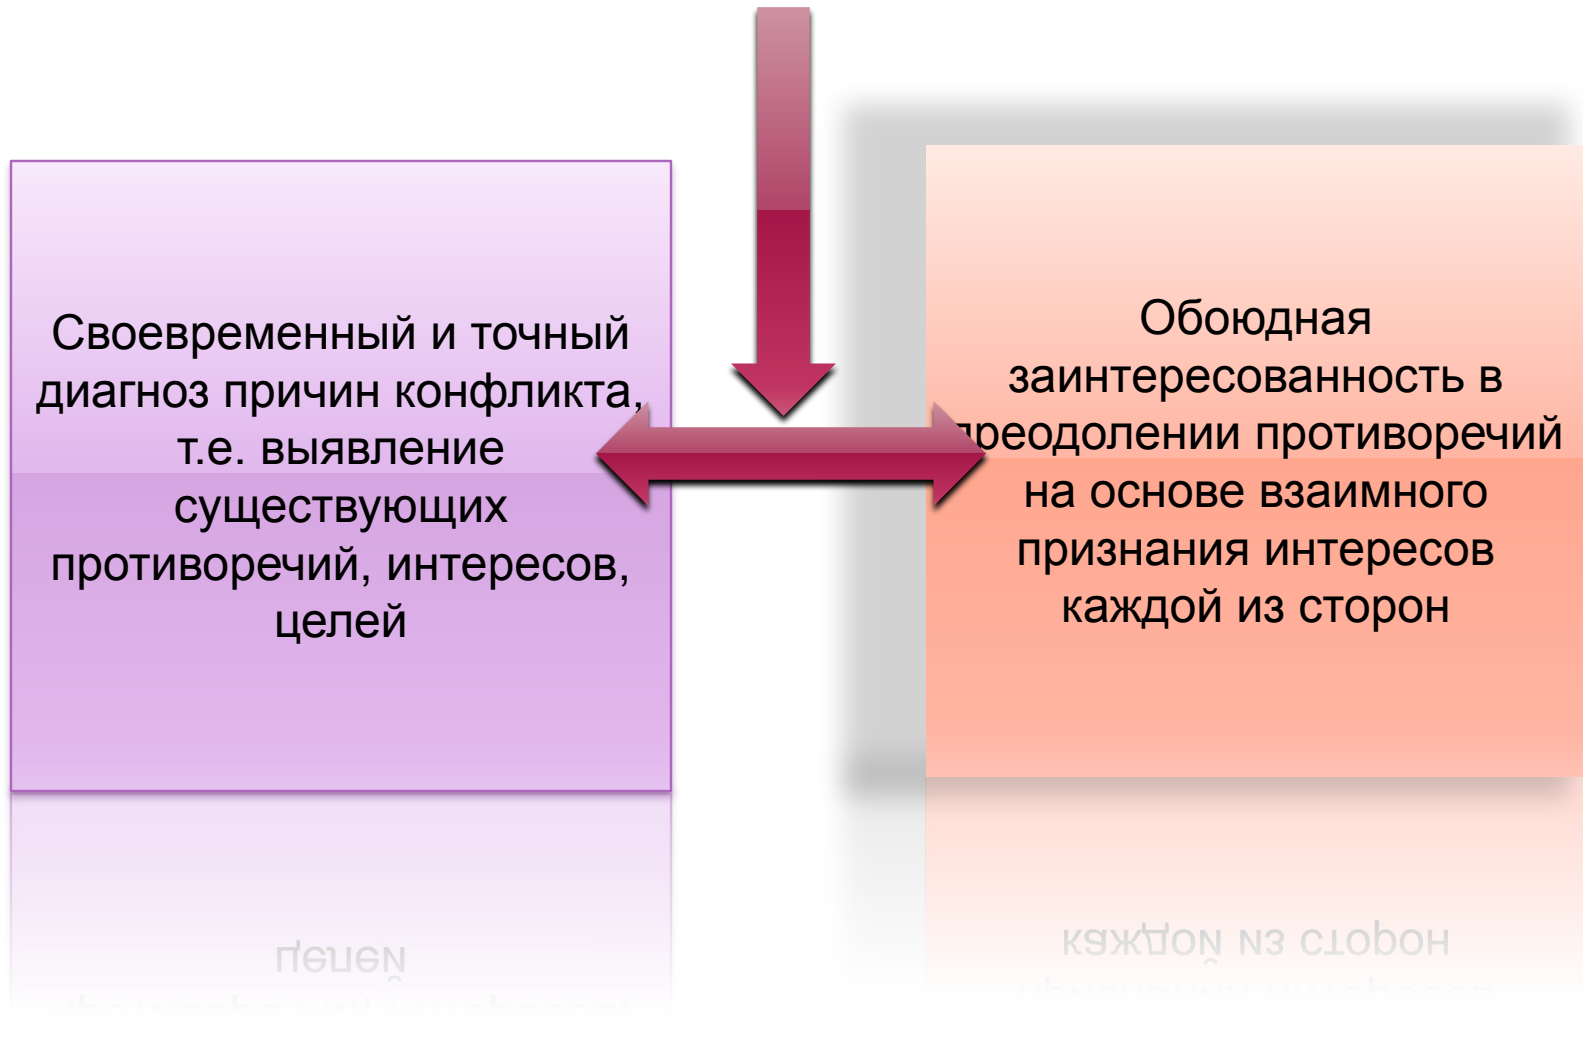 Своевременный и точный
диагноз причин конфликта,
т.е. выявление
существующих
противоречий, интересов,
целей
Обоюдная
заинтересованность в
преодолении противоречий
на основе взаимного
признания интересов
каждой из сторон